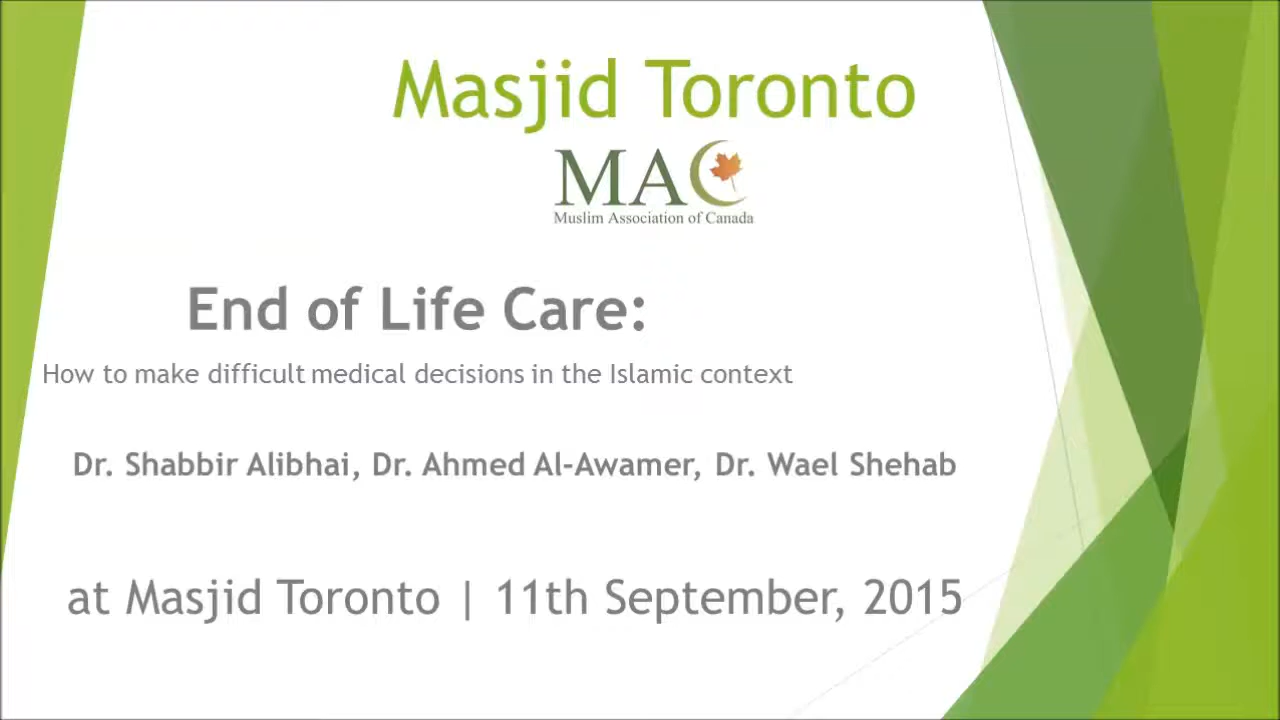 Masjid Toronto
MAC
Muslim Association of Canada
End of Life Care:
How to make difficult medical decisions in the Islamic context
Dr. Shabbir Alibhai, Dr. Ahmed Al-Awamer, Dr. Wael Shehab
at Masjid Toronto | 11th September, 2015